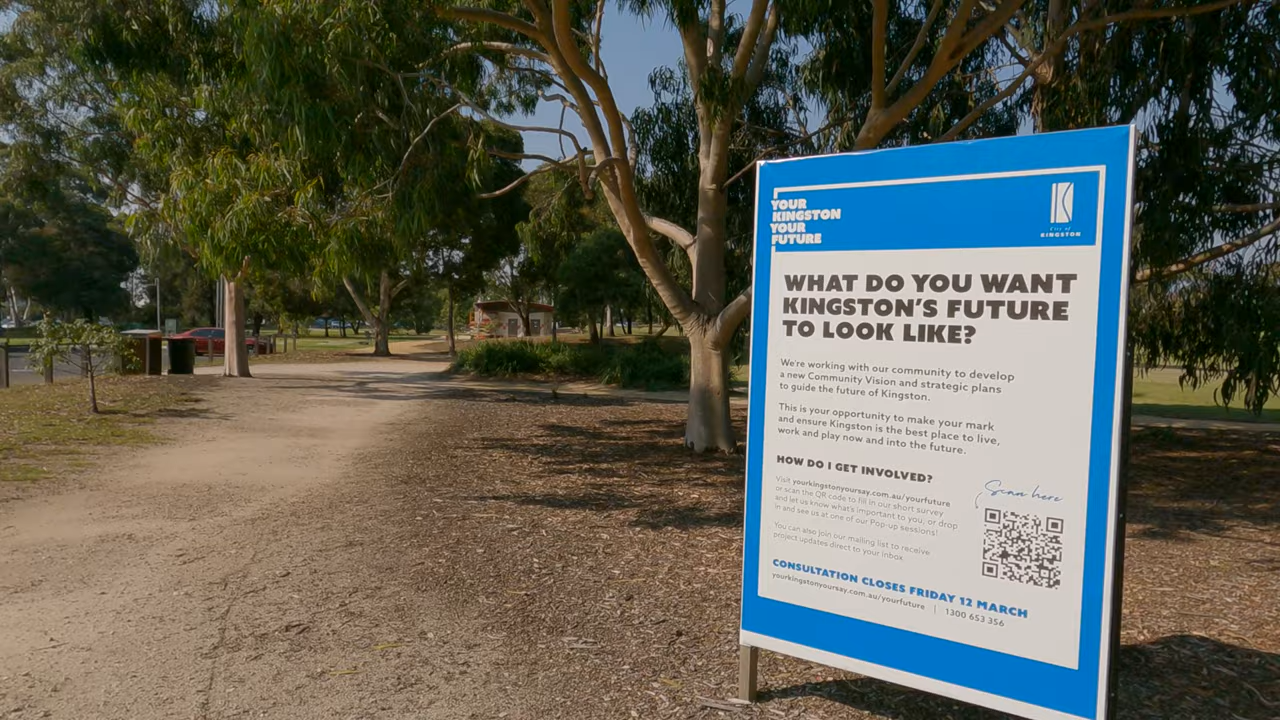 YOUR
KINGSTON
YOUR
FUTURE
City of
KINGSTON
WHAT DO YOU WANT
KINGSTON'S FUTURE
TO LOOK LIKE?
We're working with our community to develop
a new Community Vision and strategic plans
to guide the future of Kingston.
This is your opportunity to make your mark
and ensure Kingston is the best place to live,
work and play now and into the future.
HOW DO I GET INVOLVED?
Visit yourkingstonyoursay.com.au/yourfuture
or scan the QR code to fill in our short survey
and let us know what's important to you, or drop
in and see us at one of our Pop-up sessions!
You can also join our mailing list to receive
project updates direct to your inbox.
Scan here
CONSULTATION CLOSES FRIDAY 12 MARCH
yourkingstonyoursay.com.au/yourfuture | 1300 653 356